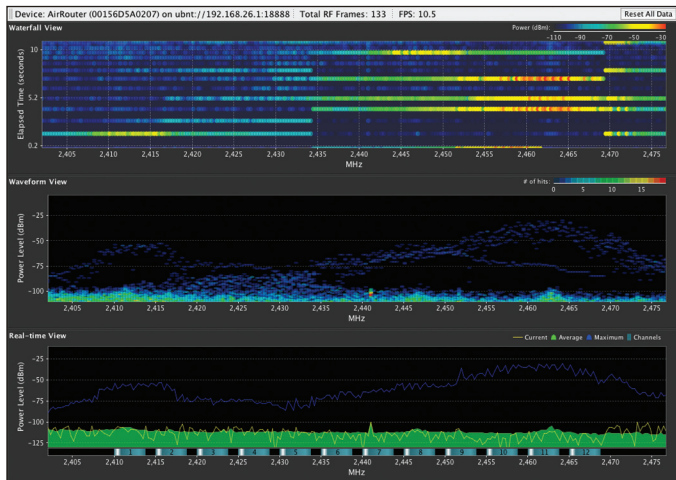 Device: AirRouter (00156D5A0207) on ubnt://192.168.26.1:18888 Total RF Frames: 133 FPS: 10.5 Reset All Data
Waterfall View
Power (dBm):
-110 -90 -70 -50 -30
Elapsed Time (seconds)
10
5.2
0.2
2,405 2,410 2,415 2,420 2,425 2,430 2,435 2,440 2,445 2,450 2,455 2,460 2,465 2,470 2,475
MHz
Waveform View
# of hits:
0 5 10 15
Power Level (dBm)
-25
-50
-75
-100
2,405 2,410 2,415 2,420 2,425 2,430 2,435 2,440 2,445 2,450 2,455 2,460 2,465 2,470 2,475
MHz
Real-time View
Current Average Maximum Channels
Power Level (dBm)
-25
-50
-75
-100
-125
1 2 3 4 5 6 7 8 9 10 11 12
2,405 2,410 2,415 2,420 2,425 2,430 2,435 2,440 2,445 2,450 2,455 2,460 2,465 2,470 2,475
MHz